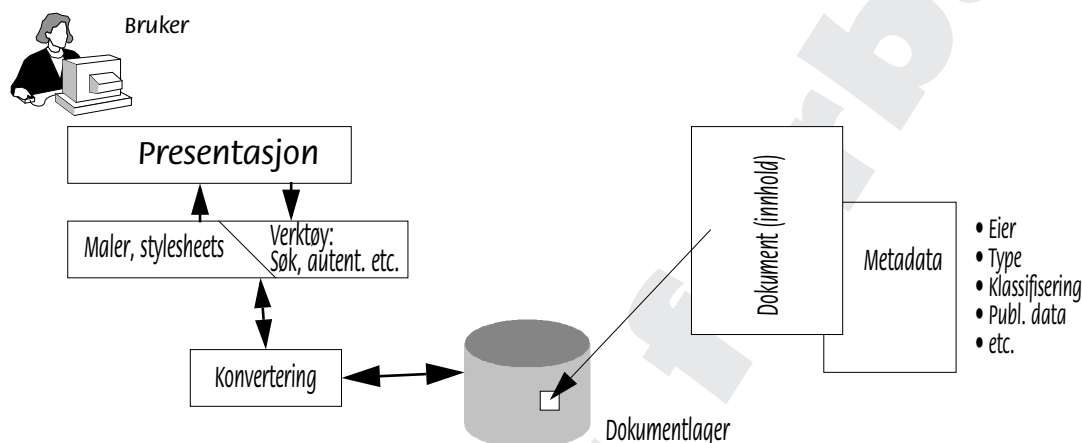 Bruker
Presentasjon
Maler, stylesheets
Verktøy:
Søk, autent. etc.
Konvertering
Dokumentlager
Dokument (innhold)
Metadata
• Eier
• Type
• Klassifisering
• Publ. data
• etc.